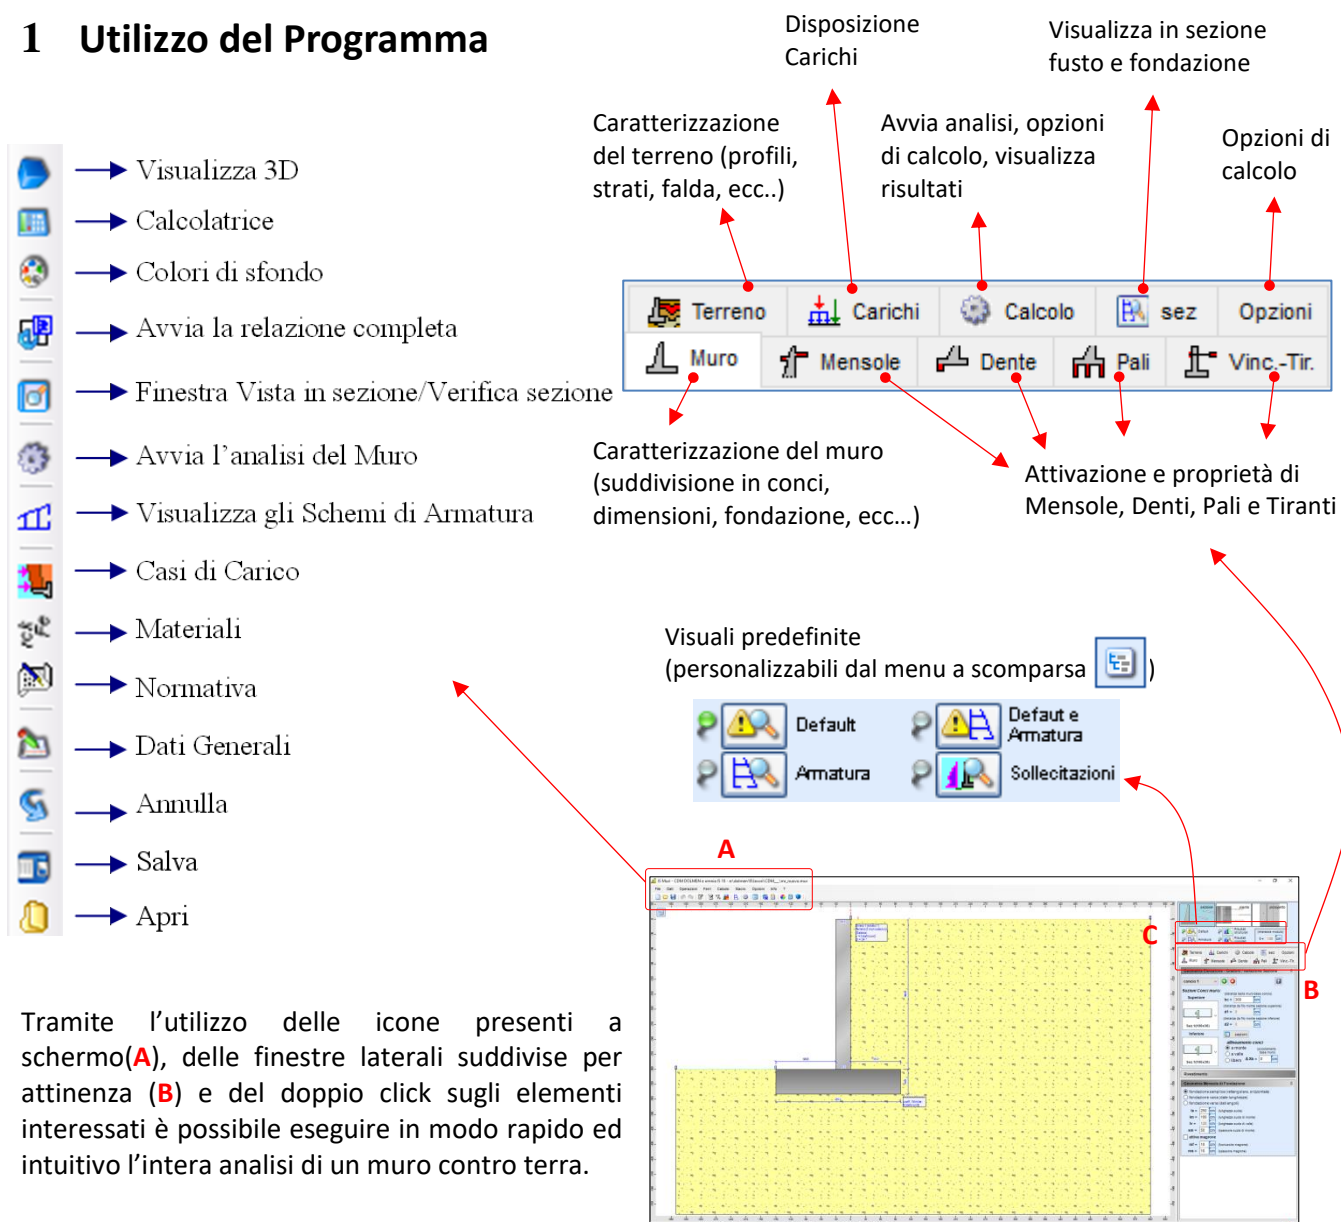 1 Utilizzo del Programma
Visualizza 3D
Calcolatrice
Colori di sfondo
Avvia la relazione completa
Finestra Vista in sezione/Verifica sezione
Avvia l'analisi del Muro
Visualizza gli Schemi di Armatura
Casi di Carico
Materiali
Normativa
Dati Generali
Annulla
Salva
Apri
Disposizione
Carichi
Visualizza in sezione
fusto e fondazione
Caratterizzazione
del terreno (profili,
strati, falda, ecc..)
Avvia analisi, opzioni
di calcolo, visualizza
risultati
Opzioni di
calcolo
Terreno Carichi Calcolo sez Opzioni
Muro Mensole Dente Pali Vinc.-Tir.
Caratterizzazione del muro
(suddivisione in conci,
dimensioni, fondazione, ecc...)
Attivazione e proprietà di
Mensole, Denti, Pali e Tiranti
Visuali predefinite
(personalizzabili dal menu a scomparsa )
Default
Defaut e
Armatura
Armatura
Sollecitazioni
A
C
B
Tramite l'utilizzo delle icone presenti a
schermo(A), delle finestre laterali suddivise per
attinenza (B) e del doppio click sugli elementi
interessati è possibile eseguire in modo rapido ed
intuitivo l'intera analisi di un muro contro terra.